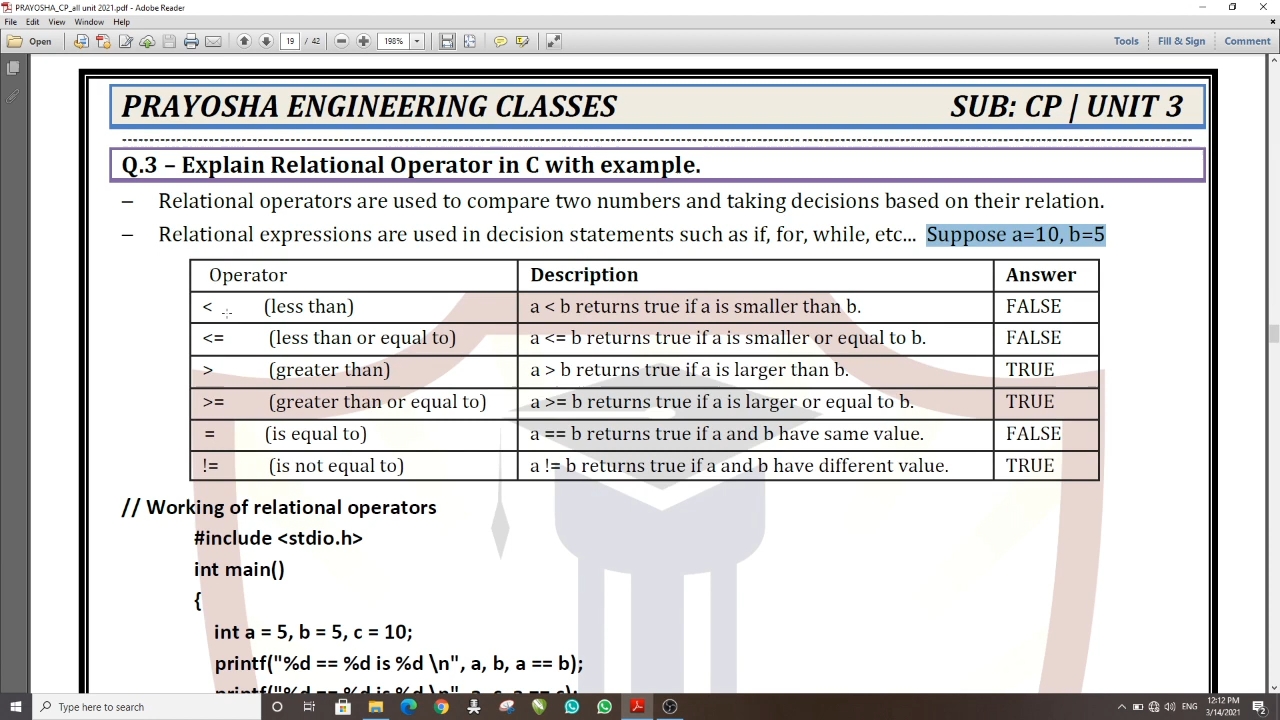 PRAYOSHA_CP_all unit 2021.pdf - Adobe Reader
File Edit View Window Help
Open 19 / 42 198% Tools Fill & Sign Comment
PRAYOSHA ENGINEERING CLASSES SUB: CP | UNIT 3
Q.3 – Explain Relational Operator in C with example.
– Relational operators are used to compare two numbers and taking decisions based on their relation.
– Relational expressions are used in decision statements such as if, for, while, etc... Suppose a=10, b=5
Operator Description Answer
< (less than) a < b returns true if a is smaller than b. FALSE
<= (less than or equal to) a <= b returns true if a is smaller or equal to b. FALSE
> (greater than) a > b returns true if a is larger than b. TRUE
>= (greater than or equal to) a >= b returns true if a is larger or equal to b. TRUE
= (is equal to) a == b returns true if a and b have same value. FALSE
!= (is not equal to) a != b returns true if a and b have different value. TRUE
// Working of relational operators
#include <stdio.h>
int main()
{
int a = 5, b = 5, c = 10;
printf("%d == %d is %d \n", a, b, a == b);
printf("%d == %d is %d \n", a, c, a == c);
Type here to search ENG 12:12 PM
3/14/2021 2